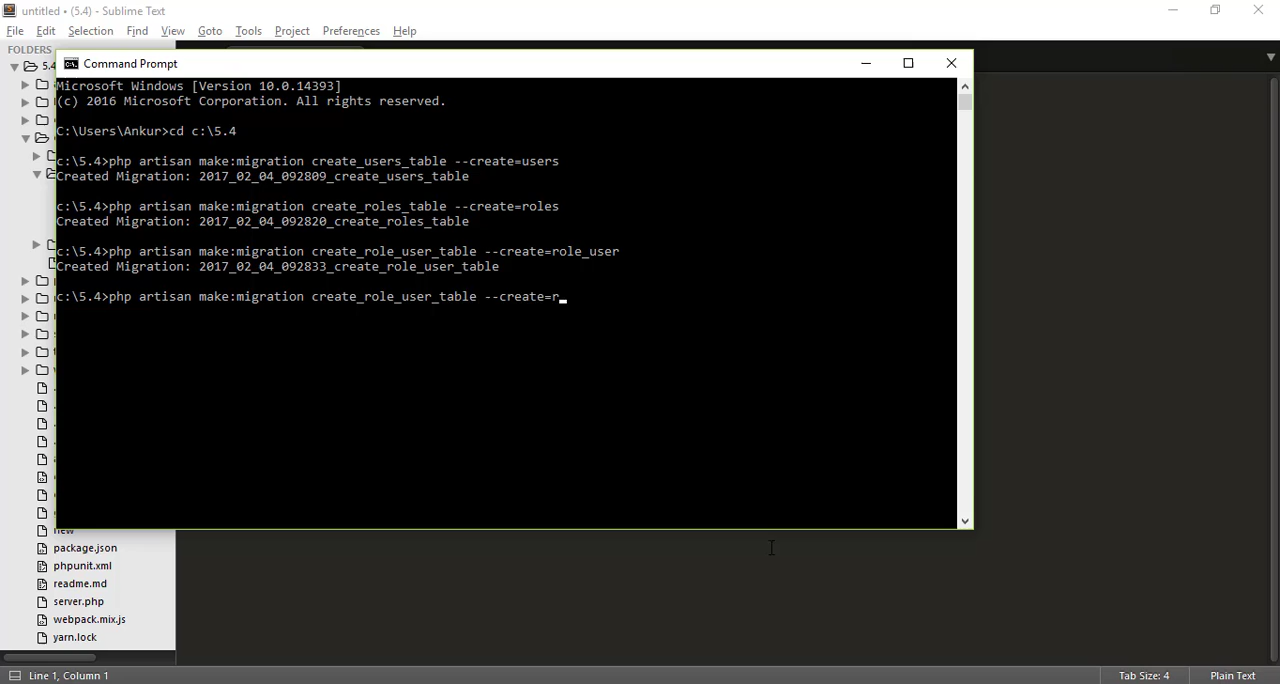 untitled • (5.4) - Sublime Text
File Edit Selection Find View Goto Tools Project Preferences Help
FOLDERS
5.4
Command Prompt
Microsoft Windows [Version 10.0.14393]
(c) 2016 Microsoft Corporation. All rights reserved.
C:\Users\Ankur>cd c:\5.4
c:\5.4>php artisan make:migration create_users_table --create=users
Created Migration: 2017_02_04_092809_create_users_table
c:\5.4>php artisan make:migration create_roles_table --create=roles
Created Migration: 2017_02_04_092820_create_roles_table
c:\5.4>php artisan make:migration create_role_user_table --create=role_user
Created Migration: 2017_02_04_092833_create_role_user_table
c:\5.4>php artisan make:migration create_role_user_table --create=r_
new
package.json
phpunit.xml
readme.md
server.php
webpack.mix.js
yarn.lock
Line 1, Column 1
Tab Size: 4
Plain Text